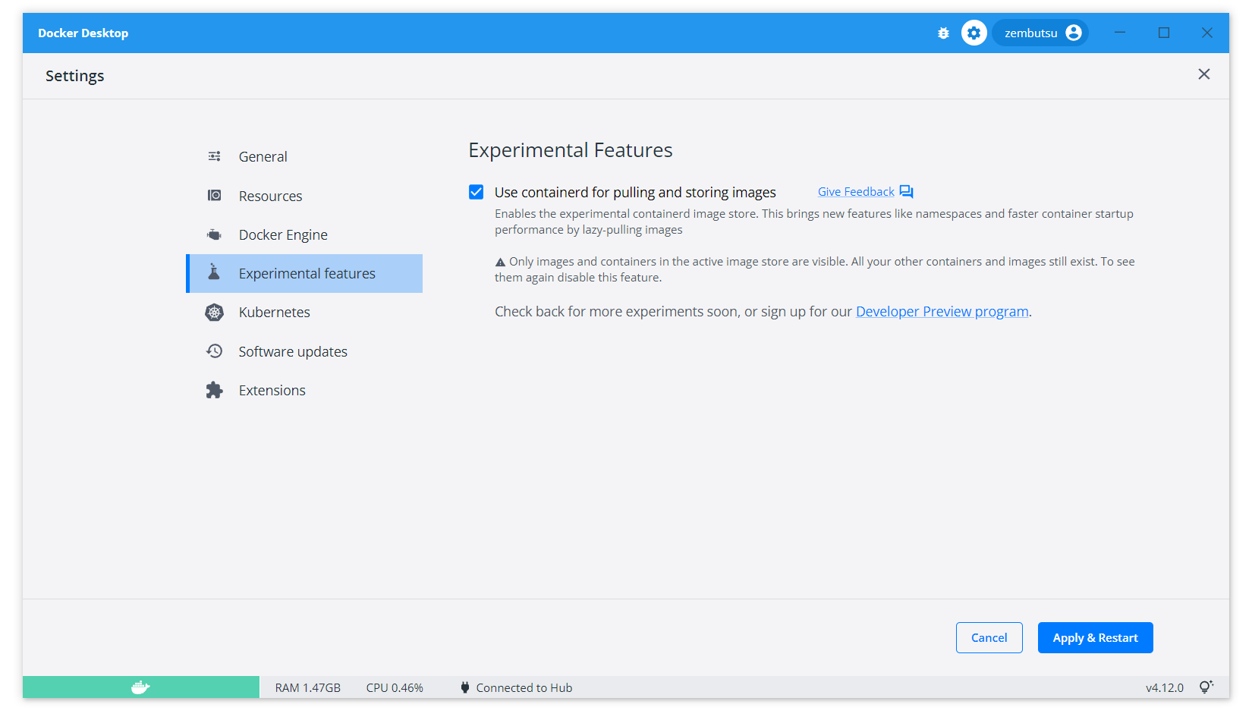 Docker Desktop
zembutsu
Settings
General
Resources
Docker Engine
Experimental features
Kubernetes
Software updates
Extensions
Experimental Features
Use containerd for pulling and storing images
Give Feedback
Enables the experimental containerd image store. This brings new features like namespaces and faster container startup
performance by lazy-pulling images
Only images and containers in the active image store are visible. All your other containers and images still exist. To see
them again disable this feature.
Check back for more experiments soon, or sign up for our Developer Preview program.
Cancel
Apply & Restart
RAM 1.47GB
CPU 0.46%
Connected to Hub
v4.12.0